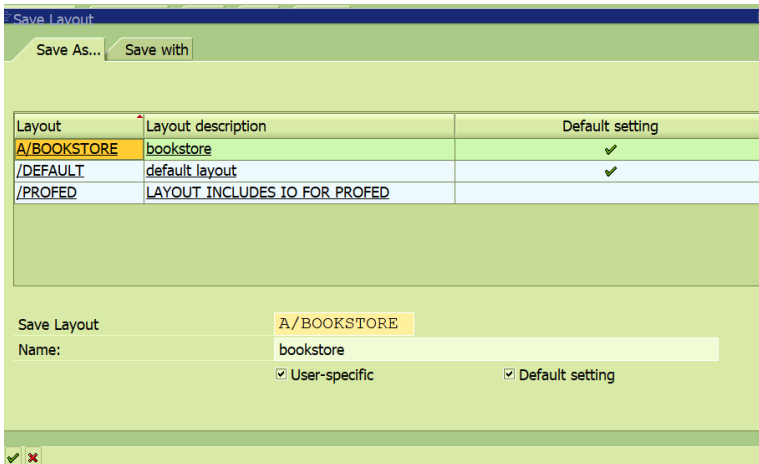 Save Layout
Save As... Save with
Layout Layout description Default setting
A/BOOKSTORE bookstore
/DEFAULT default layout
/PROFED LAYOUT INCLUDES IO FOR PROFED
Save Layout A/BOOKSTORE
Name: bookstore
User-specific Default setting